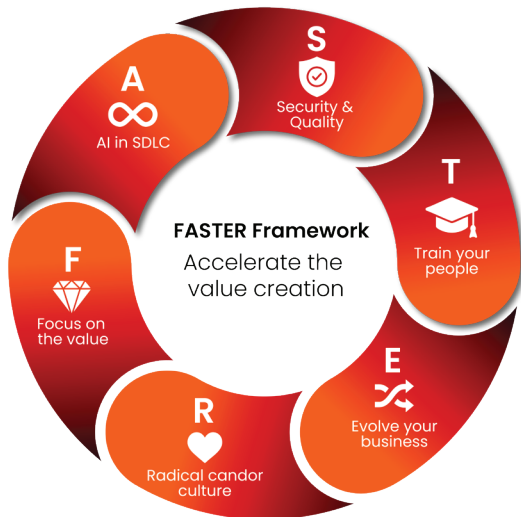 FASTER Framework
Accelerate the
value creation
F
Focus on
the value
A
AI in SDLC
S
Security &
Quality
T
Train your
people
E
Evolve your
business
R
Radical candor
culture